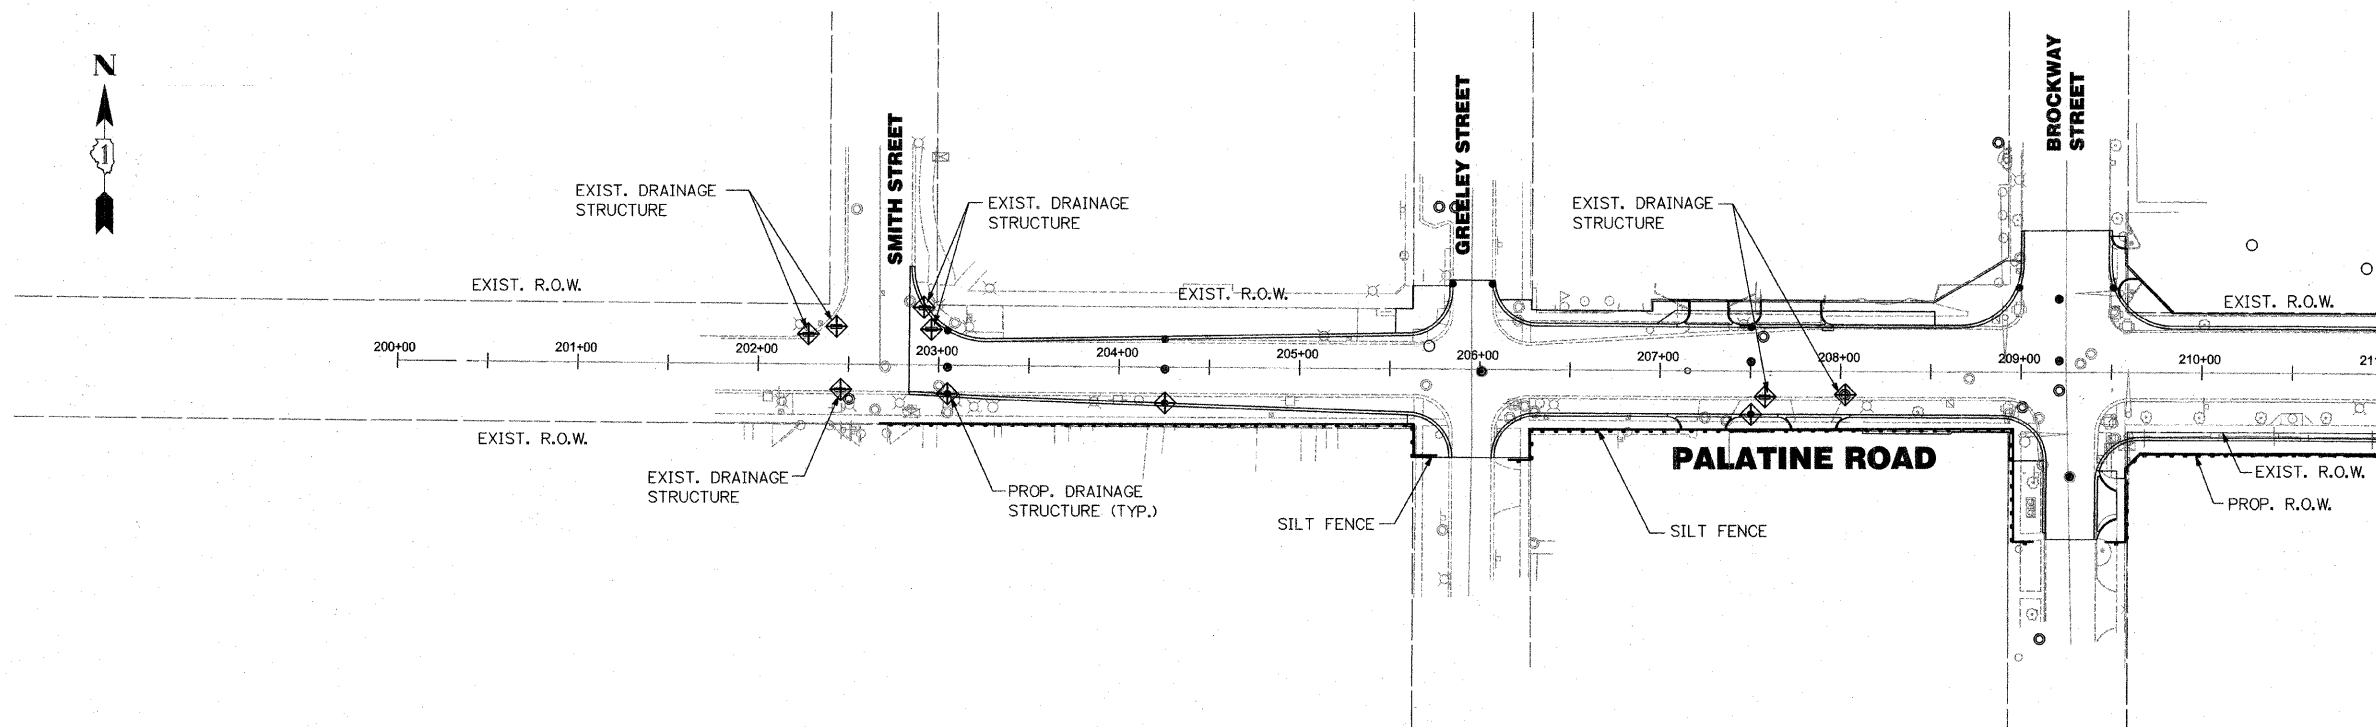 N
1
SMITH STREET
GREELEY STREET
BROCKWAY
STREET
EXIST. DRAINAGE
STRUCTURE
EXIST. DRAINAGE
STRUCTURE
EXIST. DRAINAGE
STRUCTURE
EXIST. R.O.W.
EXIST. R.O.W.
EXIST. R.O.W.
200+00
201+00
202+00
203+00
204+00
205+00
206+00
207+00
208+00
209+00
210+00
21
EXIST. R.O.W.
PALATINE ROAD
EXIST. DRAINAGE
STRUCTURE
PROP. DRAINAGE
STRUCTURE (TYP.)
SILT FENCE
SILT FENCE
EXIST. R.O.W.
PROP. R.O.W.